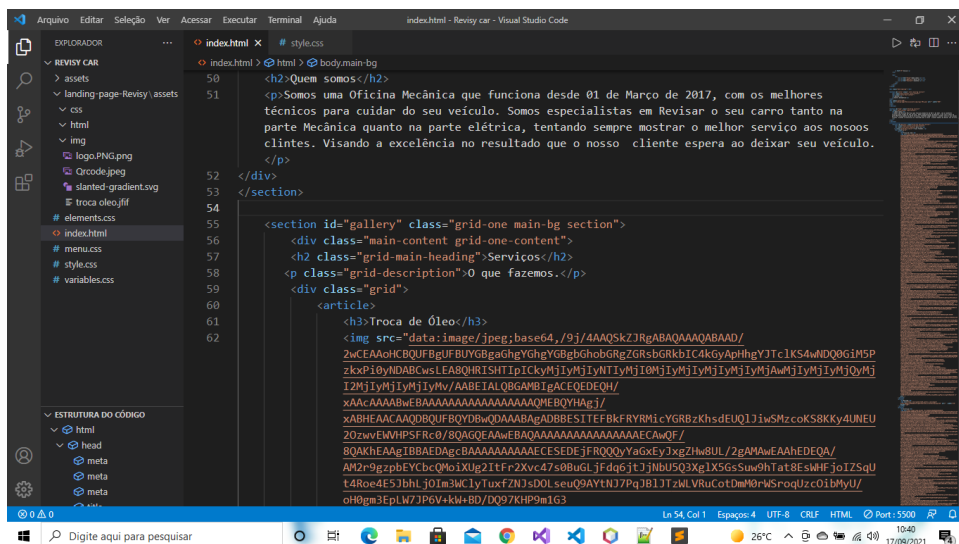 Arquivo Editar Seleção Ver Acessar Executar Terminal Ajuda index.html - Revisy car - Visual Studio Code
EXPLORADOR ··· index.html × # style.css
REVISY CAR
index.html > html > body.main-bg
> assets
landing-page-Revisy\assets
css
html
img
logo.PNG.png
Qrcode.jpeg
slanted-gradient.svg
troca oleo.jfif
# elements.css
index.html
# menu.css
# style.css
# variables.css
50 <h2>Quem somos</h2>
51 <p>Somos uma Oficina Mecânica que funciona desde 01 de Março de 2017, com os melhores
técnicos para cuidar do seu veículo. Somos especialistas em Revisar o seu carro tanto na
parte Mecânica quanto na parte elétrica, tentando sempre mostrar o melhor serviço aos nosoos
clintes. Visando a excelência no resultado que o nosso cliente espera ao deixar seu veículo.
</p>
52 </div>
53 </section>
54
55 <section id="gallery" class="grid-one main-bg section">
56 <div class="main-content grid-one-content">
57 <h2 class="grid-main-heading">Serviços</h2>
58 <p class="grid-description">O que fazemos.</p>
59 <div class="grid">
60 <article>
61 <h3>Troca de Óleo</h3>
62 <img src="data:image/jpeg;base64,/9j/4AAQSkZJRgABAQAAAQABAAD/
ESTRUTURA DO CÓDIGO
html
head
meta
meta
meta
0 0 Ln 54, Col 1 Espaços: 4 UTF-8 CRLF HTML Port : 5500
Digite aqui para pesquisar 26°C 10:40
17/09/2021